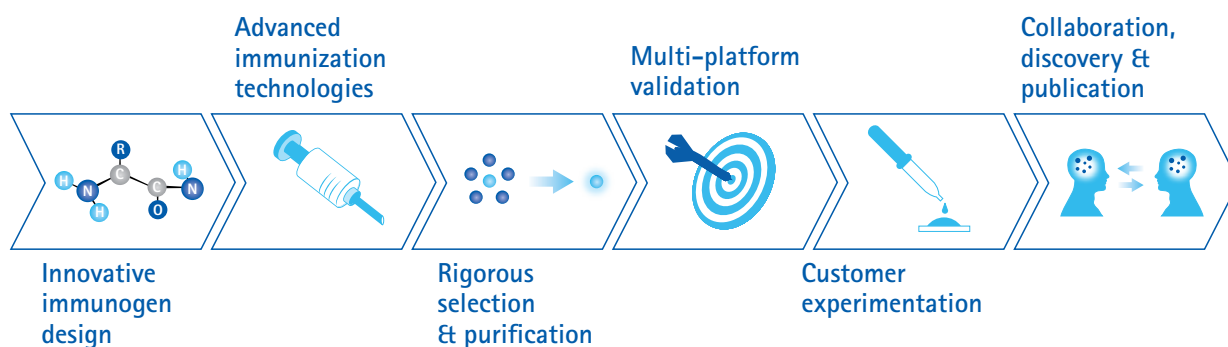 Advanced
immunization
technologies
Multi-platform
validation
Collaboration,
discovery &
publication
R
H
H
N
C
C
N
H
O
Innovative
immunogen
design
Rigorous
selection
& purification
Customer
experimentation